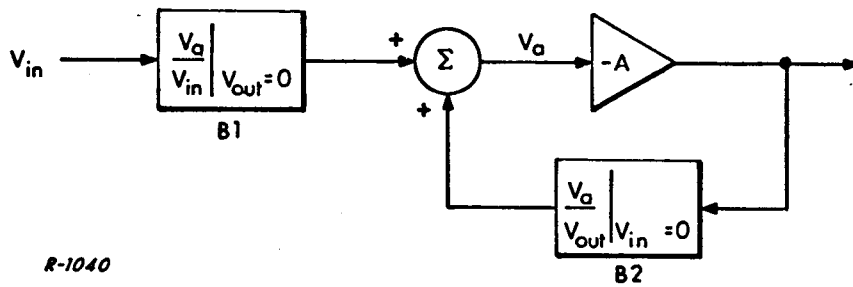 V_in
V_a / V_in | V_out = 0
B1
+
+
Σ
V_a
-A
V_a / V_out | V_in = 0
B2
R-1040